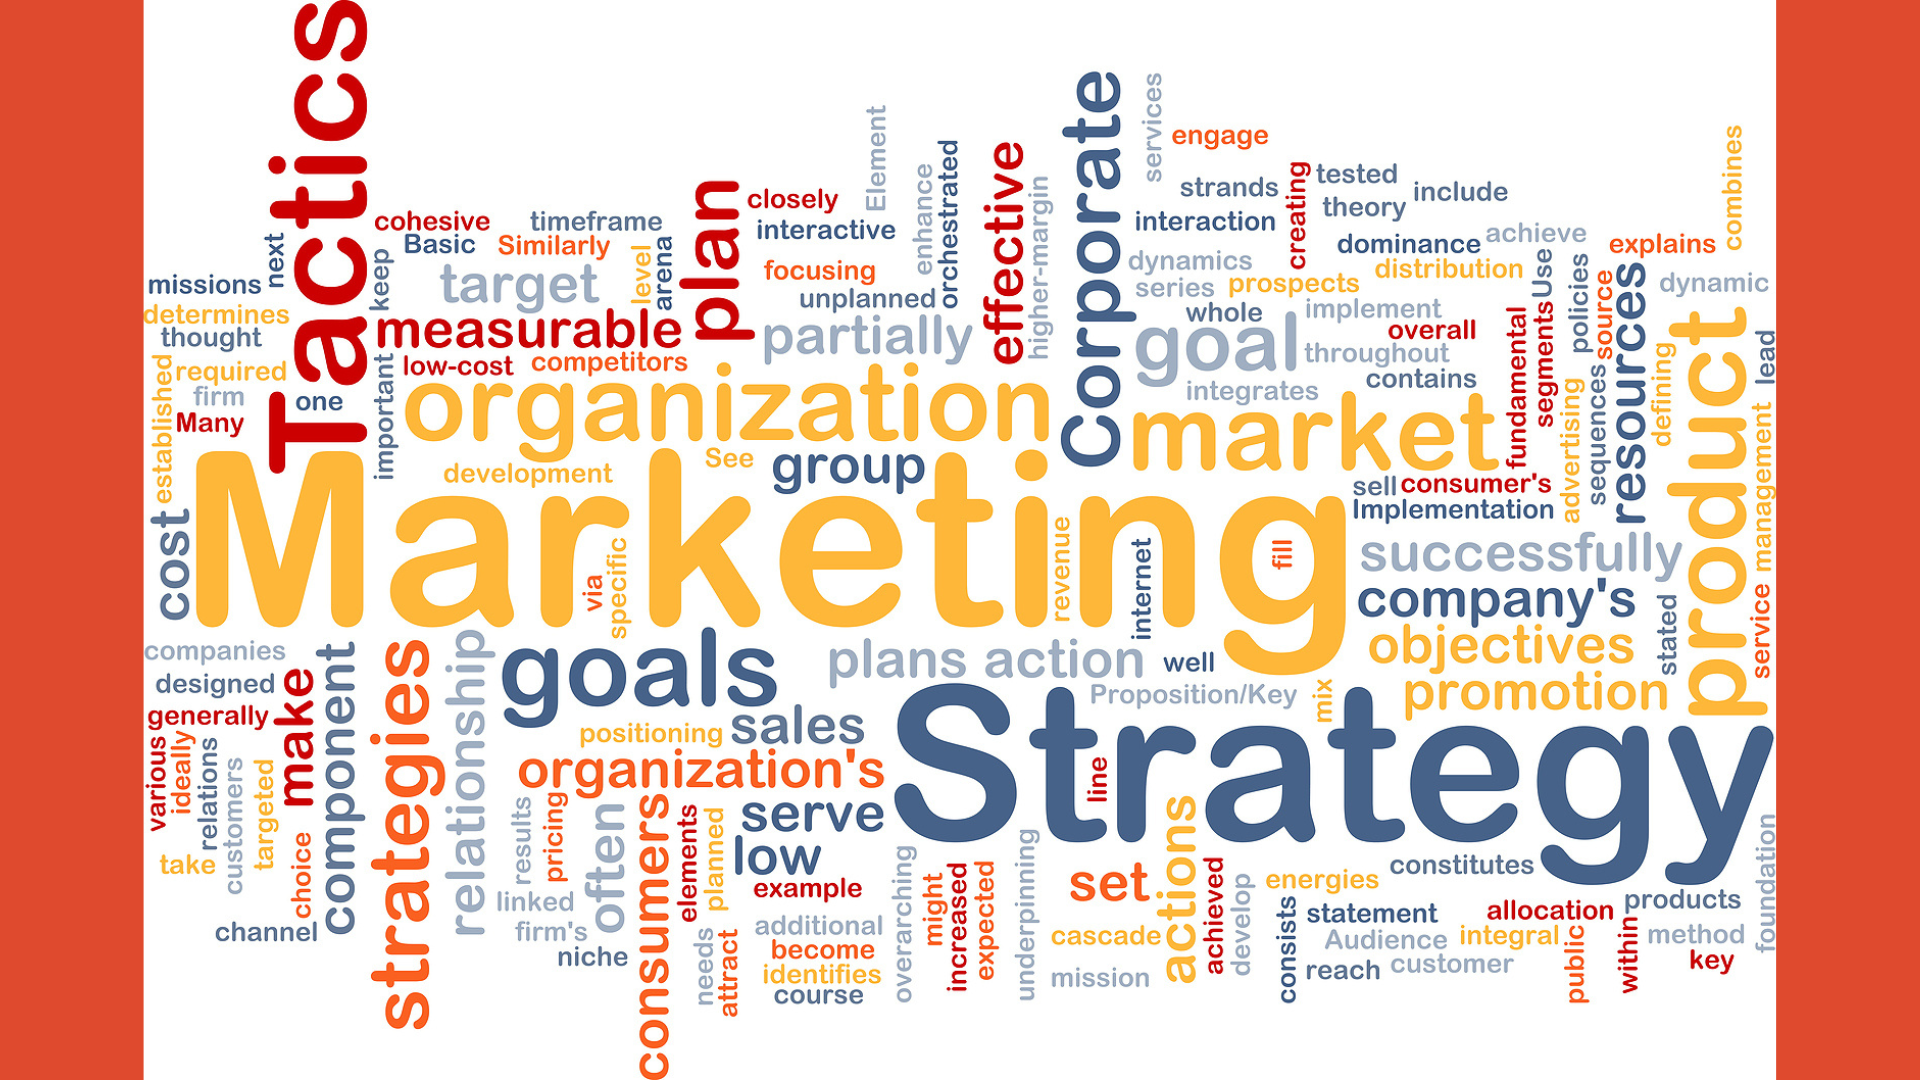 Tactics
next
missions
determines
thought
established
required
firm
Many
one
cost
cohesive
timeframe
Basic
Similarly
keep
target
level
arena
measurable
low-cost
competitors
important
plan
closely
interactive
focusing
unplanned
partially
Element
enhance
orchestrated
effective
higher-margin
organization
development
See
group
Corporate
services
engage
strands
interaction
creating
tested
theory
include
dynamics
series
prospects
dominance
achieve
distribution
whole
implement
goal
overall
throughout
integrates
contains
market
Use
policies
source
explains
combines
dynamic
fundamental
segments
advertising
sequences
resources
defining
product
lead
management
sell
consumer's
Implementation
Marketing
via
specific
revenue
internet
fill
successfully
company's
objectives
promotion
stated
service
companies
designed
generally
make
component
various
ideally
relations
customers
targeted
take
choice
channel
strategies
relationship
goals
plans action
well
Proposition/Key
mix
positioning
sales
organization's
Strategy
line
results
pricing
often
linked
firm's
niche
consumers
elements
planned
serve
low
example
needs
attract
additional
become
identifies
course
overarching
might
increased
expected
underpinning
set
cascade
mission
actions
achieved
develop
energies
constitutes
consists
statement
Audience
reach
customer
allocation
integral
public
within
products
method
key
foundation